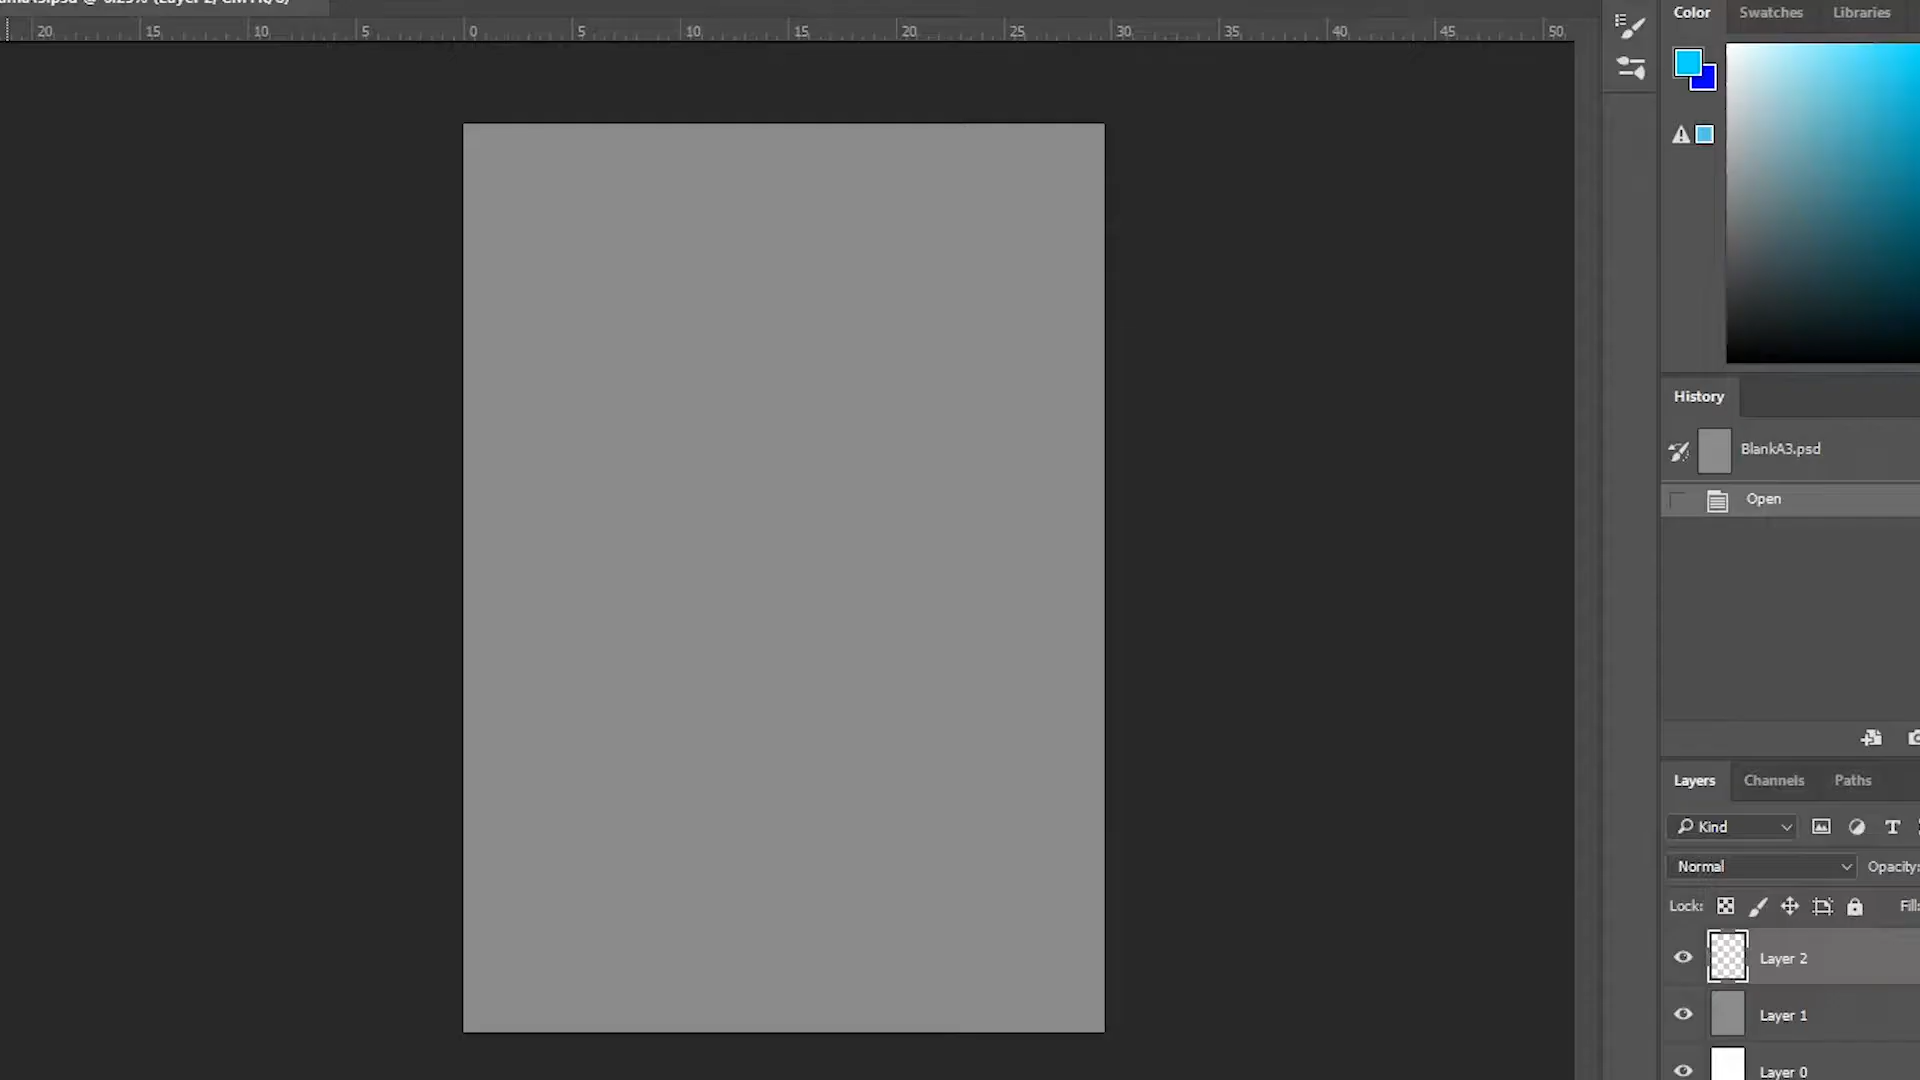 Color Swatches Libraries
20 15 10 5 0 5 10 15 20 25 30 35 40 45 50
History
BlankA3.psd
Open
Layers Channels Paths
Kind
Normal Opacity:
Lock: Fill:
Layer 2
Layer 1
Layer 0